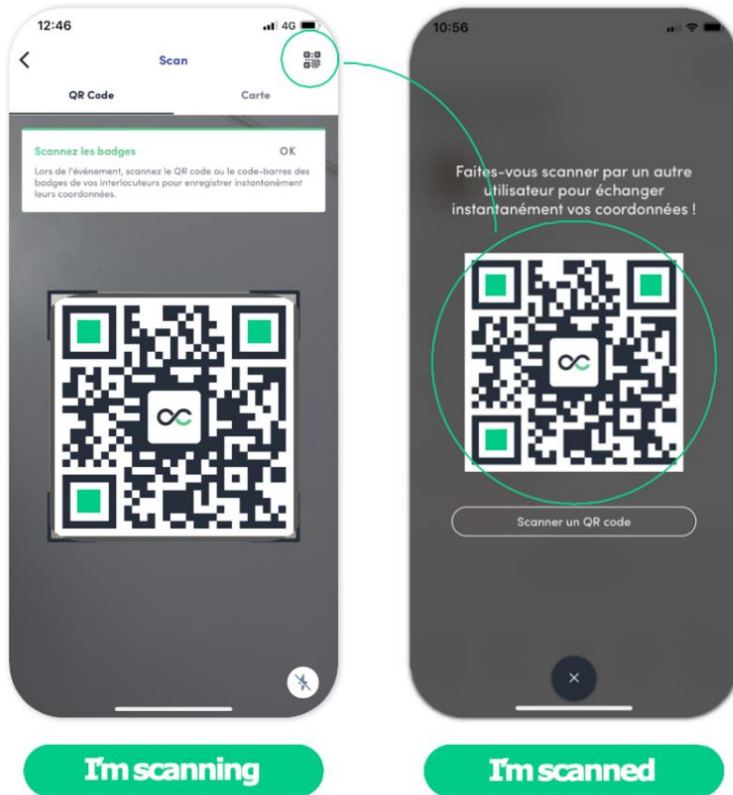 12:46
4G
Scan
QR Code
Carte
Scannez les badges
OK
Lors de l'événement, scannez le QR code ou le code-barres des
badges de vos interlocuteurs pour enregistrer instantanément
leurs coordonnées.
I'm scanning
10:56
Faites-vous scanner par un autre
utilisateur pour échanger
instantanément vos coordonnées !
Scanner un QR code
I'm scanned